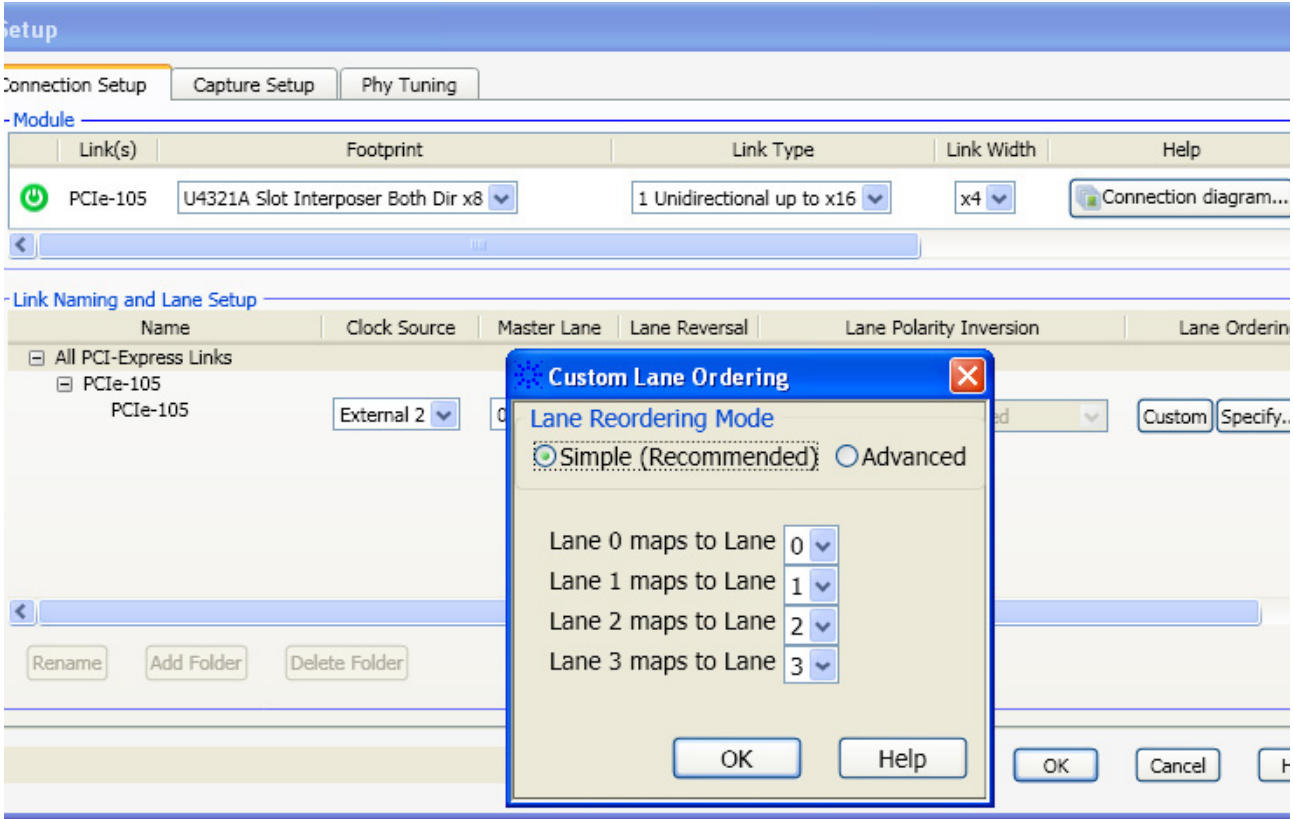 Setup
Connection Setup Capture Setup Phy Tuning
Module
Link(s) Footprint Link Type Link Width Help
PCIe-105 U4321A Slot Interposer Both Dir x8 1 Unidirectional up to x16 x4 Connection diagram...
Link Naming and Lane Setup
Name Clock Source Master Lane Lane Reversal Lane Polarity Inversion Lane Orderin
All PCI-Express Links
PCIe-105
PCIe-105 External 2 0 ed Custom Specify...
Custom Lane Ordering
Lane Reordering Mode
Simple (Recommended) Advanced
Lane 0 maps to Lane 0
Lane 1 maps to Lane 1
Lane 2 maps to Lane 2
Lane 3 maps to Lane 3
OK Help
Rename Add Folder Delete Folder
OK Cancel H